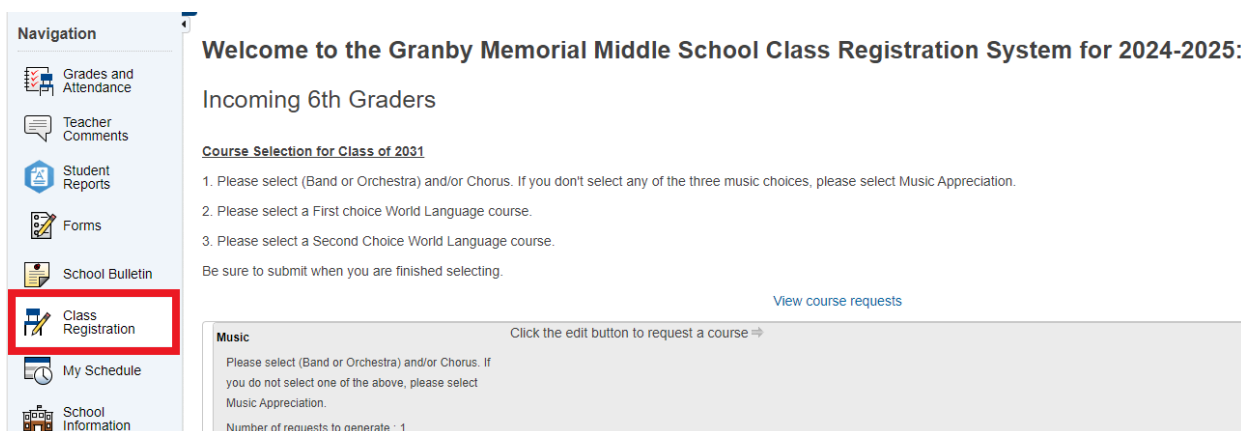 Navigation
Grades and
Attendance
Teacher
Comments
Student
Reports
Forms
School Bulletin
Class
Registration
My Schedule
School
Information
Welcome to the Granby Memorial Middle School Class Registration System for 2024-2025:
Incoming 6th Graders
Course Selection for Class of 2031
1. Please select (Band or Orchestra) and/or Chorus. If you don't select any of the three music choices, please select Music Appreciation.
2. Please select a First choice World Language course.
3. Please select a Second Choice World Language course.
Be sure to submit when you are finished selecting.
View course requests
Music
Click the edit button to request a course ⇒
Please select (Band or Orchestra) and/or Chorus. If
you do not select one of the above, please select
Music Appreciation.
Number of requests to generate : 1